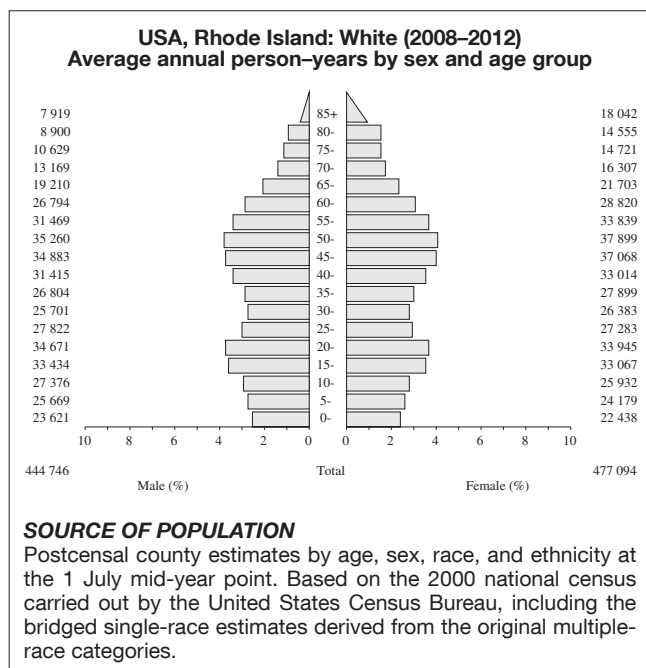 USA, Rhode Island: White (2008–2012)
Average annual person–years by sex and age group
7 919 85+ 18 042
8 900 80- 14 555
10 629 75- 14 721
13 169 70- 16 307
19 210 65- 21 703
26 794 60- 28 820
31 469 55- 33 839
35 260 50- 37 899
34 883 45- 37 068
31 415 40- 33 014
26 804 35- 27 899
25 701 30- 26 383
27 822 25- 27 283
34 671 20- 33 945
33 434 15- 33 067
27 376 10- 25 932
25 669 5- 24 179
23 621 0- 22 438
10 8 6 4 2 0 0 2 4 6 8 10
444 746 Total 477 094
Male (%) Female (%)
SOURCE OF POPULATION
Postcensal county estimates by age, sex, race, and ethnicity at
the 1 July mid-year point. Based on the 2000 national census
carried out by the United States Census Bureau, including the
bridged single-race estimates derived from the original multiple-
race categories.